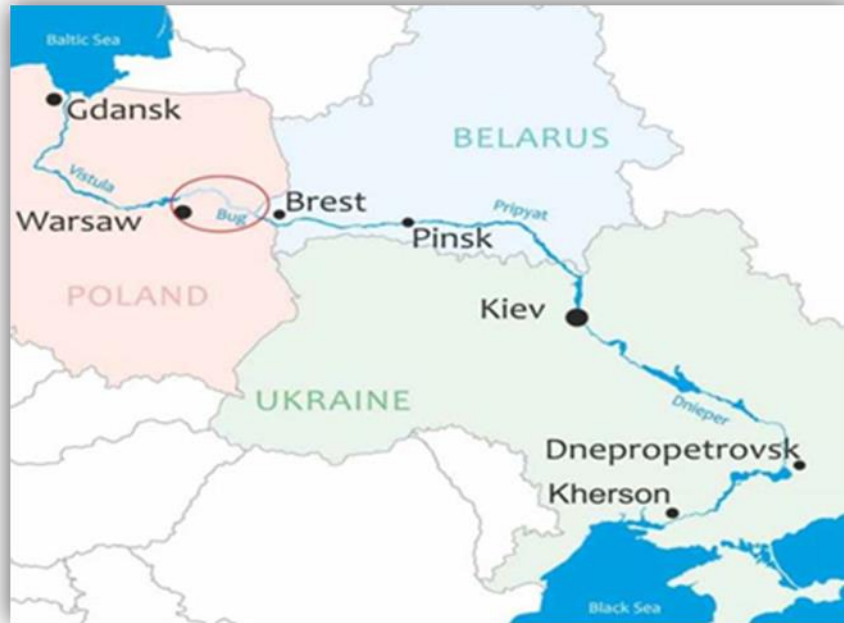 Baltic Sea
Gdansk
BELARUS
Vistula
Brest
Pripyat
Warsaw
Bug
Pinsk
POLAND
Kiev
UKRAINE
Dnieper
Dnepropetrovsk
Kherson
Black Sea